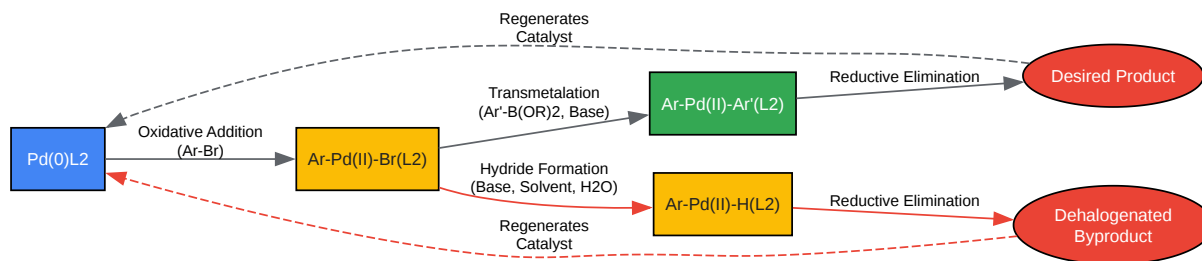 Regenerates
Catalyst
Pd(0)L2
Oxidative Addition
(Ar-Br)
Ar-Pd(II)-Br(L2)
Transmetalation
(Ar'-B(OR)2, Base)
Ar-Pd(II)-Ar'(L2)
Reductive Elimination
Desired Product
Hydride Formation
(Base, Solvent, H2O)
Ar-Pd(II)-H(L2)
Reductive Elimination
Dehalogenated
Byproduct
Regenerates
Catalyst